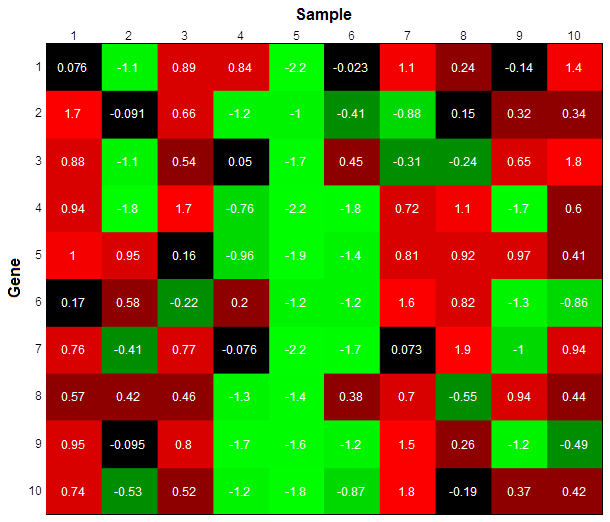 Sample
1 2 3 4 5 6 7 8 9 10
1 0.076 -1.1 0.89 0.84 -2.2 -0.023 1.1 0.24 -0.14 1.4
2 1.7 -0.091 0.66 -1.2 -1 -0.41 -0.88 0.15 0.32 0.34
3 0.88 -1.1 0.54 0.05 -1.7 0.45 -0.31 -0.24 0.65 1.8
4 0.94 -1.8 1.7 -0.76 -2.2 -1.8 0.72 1.1 -1.7 0.6
5 1 0.95 0.16 -0.96 -1.9 -1.4 0.81 0.92 0.97 0.41
Gene
6 0.17 0.58 -0.22 0.2 -1.2 -1.2 1.6 0.82 -1.3 -0.86
7 0.76 -0.41 0.77 -0.076 -2.2 -1.7 0.073 1.9 -1 0.94
8 0.57 0.42 0.46 -1.3 -1.4 0.38 0.7 -0.55 0.94 0.44
9 0.95 -0.095 0.8 -1.7 -1.6 -1.2 1.5 0.26 -1.2 -0.49
10 0.74 -0.53 0.52 -1.2 -1.8 -0.87 1.8 -0.19 0.37 0.42